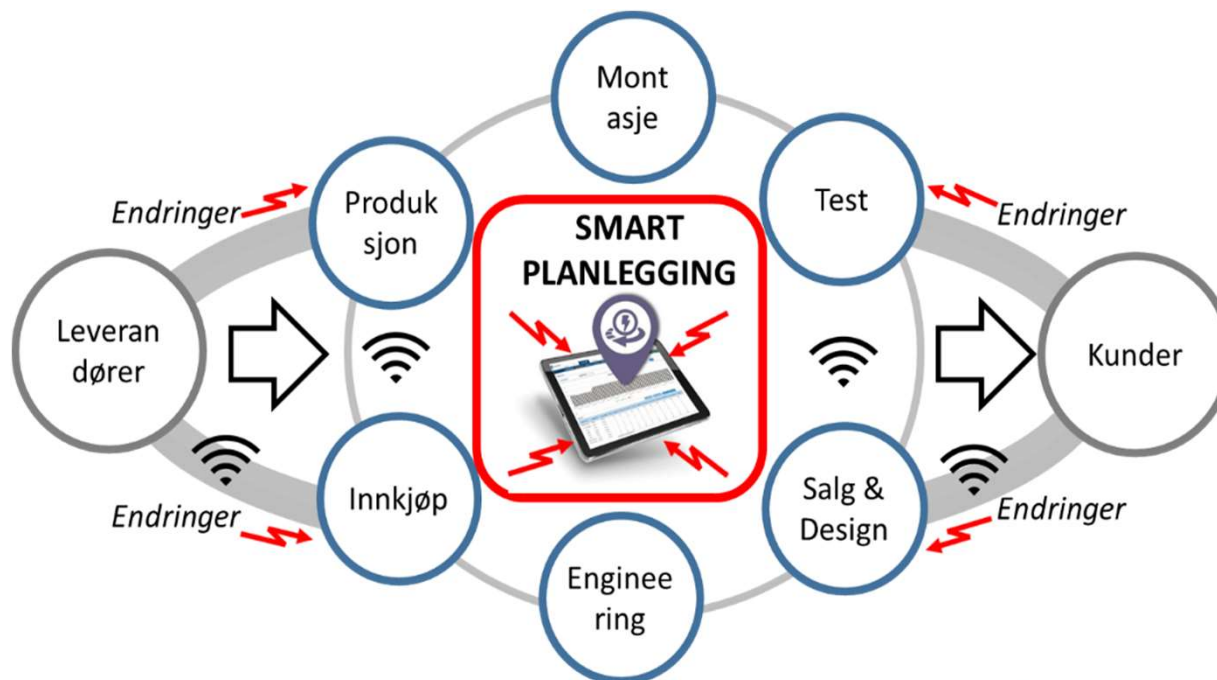 Mont
asje
Produk
sjon
Test
Endringer
Endringer
SMART
PLANLEGGING
Leveran
dører
Kunder
Innkjøp
Salg &
Design
Endringer
Endringer
Enginee
ring